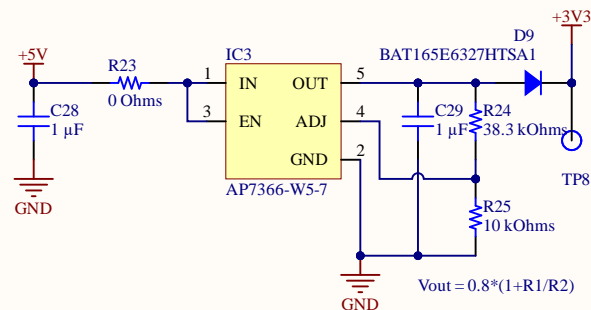 +3V3
D9
BAT165E6327HTSA1
+5V
R23
0 Ohms
IC3
1
IN
OUT
5
3
EN
ADJ
4
GND
2
C28
1 µF
C29
1 µF
R24
38.3 kOhms
TP8
AP7366-W5-7
GND
R25
10 kOhms
Vout = 0.8*(1+R1/R2)
GND